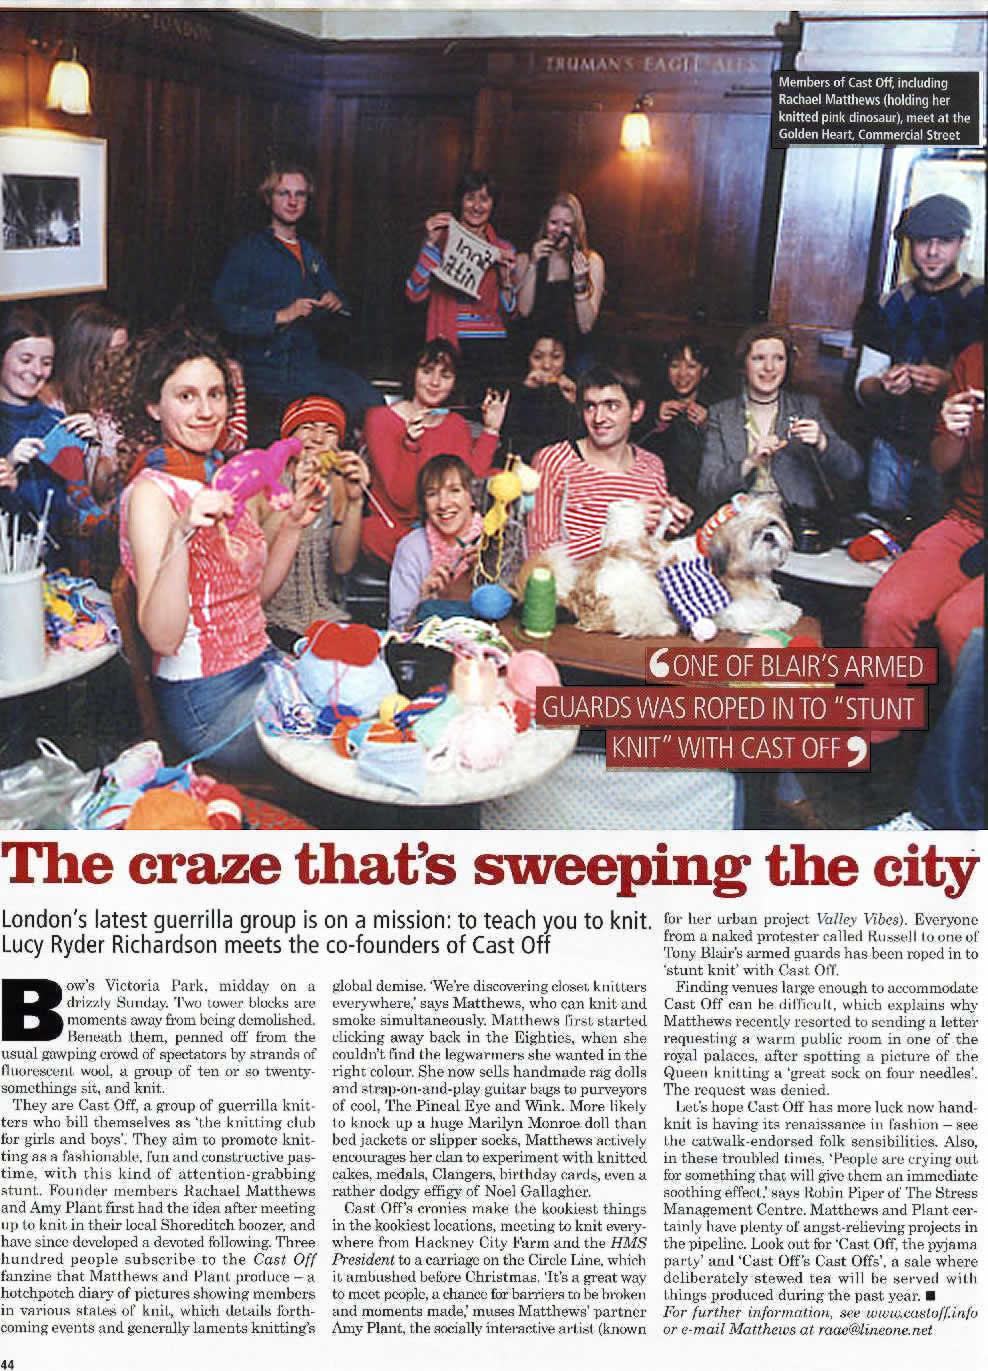 LONDON
TRUMAN'S EAGLE ALES
Members of Cast Off, including
Rachael Matthews (holding her
knitted pink dinosaur), meet at the
Golden Heart, Commercial Street
‘ONE OF BLAIR'S ARMED
GUARDS WAS ROPED IN TO "STUNT
KNIT" WITH CAST OFF’
The craze that's sweeping the city
London's latest guerrilla group is on a mission: to teach you to knit.
Lucy Ryder Richardson meets the co-founders of Cast Off
Bow's Victoria Park, midday on a
drizzly Sunday. Two tower blocks are
moments away from being demolished.
Beneath them, penned off from the
usual gawping crowd of spectators by strands of
fluorescent wool, a group of ten or so twenty-
somethings sit, and knit.
They are Cast Off, a group of guerrilla knit-
ters who bill themselves as ‘the knitting club
for girls and boys’. They aim to promote knit-
ting as a fashionable, fun and constructive pas-
time, with this kind of attention-grabbing
stunt. Founder members Rachael Matthews
and Amy Plant first had the idea after meeting
up to knit in their local Shoreditch boozer, and
have since developed a devoted following. Three
hundred people subscribe to the Cast Off
fanzine that Matthews and Plant produce – a
hotchpotch diary of pictures showing members
in various states of knit, which details forth-
coming events and generally laments knitting's
global demise. ‘We're discovering closet knitters
everywhere,’ says Matthews, who can knit and
smoke simultaneously. Matthews first started
clicking away back in the Eighties, when she
couldn't find the legwarmers she wanted in the
right colour. She now sells handmade rag dolls
and strap-on-and-play guitar bags to purveyors
of cool, The Pineal Eye and Wink. More likely
to knock up a huge Marilyn Monroe doll than
bed jackets or slipper socks, Matthews actively
encourages her clan to experiment with knitted
cakes, medals, Clangers, birthday cards, even a
rather dodgy effigy of Noel Gallagher.
Cast Off's cronies make the kookiest things
in the kookiest locations, meeting to knit every-
where from Hackney City Farm and the HMS
President to a carriage on the Circle Line, which
it ambushed before Christmas. ‘It's a great way
to meet people, a chance for barriers to be broken
and moments made,’ muses Matthews' partner
Amy Plant, the socially interactive artist (known
for her urban project Valley Vibes). Everyone
from a naked protester called Russell to one of
Tony Blair's armed guards has been roped in to
‘stunt knit’ with Cast Off.
Finding venues large enough to accommodate
Cast Off can be difficult, which explains why
Matthews recently resorted to sending a letter
requesting a warm public room in one of the
royal palaces, after spotting a picture of the
Queen knitting a ‘great sock on four needles’.
The request was denied.
Let's hope Cast Off has more luck now hand-
knit is having its renaissance in fashion – see
the catwalk-endorsed folk sensibilities. Also,
in these troubled times, ‘People are crying out
for something that will give them an immediate
soothing effect,’ says Robin Piper of The Stress
Management Centre. Matthews and Plant cer-
tainly have plenty of angst-relieving projects in
the pipeline. Look out for ‘Cast Off, the pyjama
party’ and ‘Cast Off's Cast Offs’, a sale where
deliberately stewed tea will be served with
things produced during the past year. ■
For further information, see www.castoff.info
or e-mail Matthews at raae@lineone.net
44